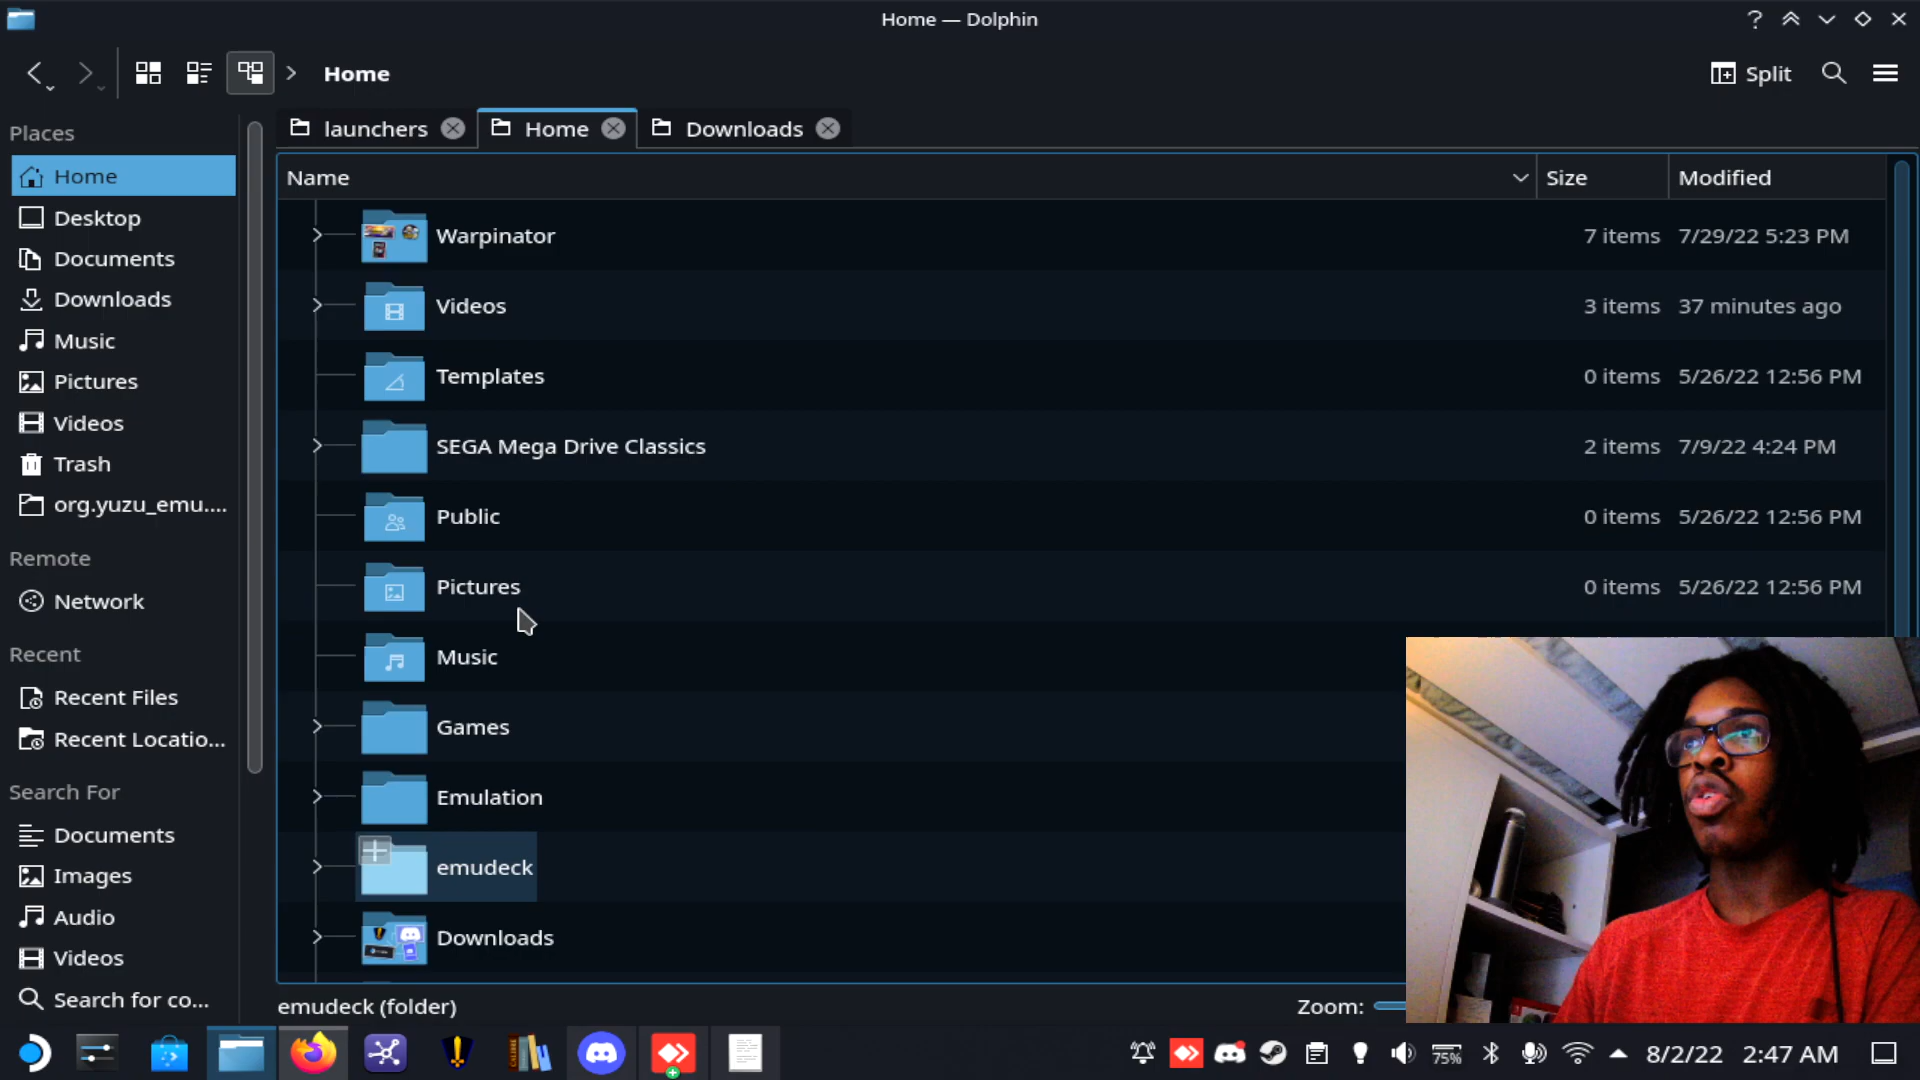 Home — Dolphin
Home
Split
launchers
Home
Downloads
Places
Home
Desktop
Documents
Downloads
Music
Pictures
Videos
Trash
org.yuzu_emu....
Remote
Network
Recent
Recent Files
Recent Locatio...
Search For
Documents
Images
Audio
Videos
Search for co...
Name Size Modified
Warpinator 7 items 7/29/22 5:23 PM
Videos 3 items 37 minutes ago
Templates 0 items 5/26/22 12:56 PM
SEGA Mega Drive Classics 2 items 7/9/22 4:24 PM
Public 0 items 5/26/22 12:56 PM
Pictures 0 items 5/26/22 12:56 PM
Music
Games
Emulation
emudeck
Downloads
emudeck (folder)
Zoom:
75%
8/2/22 2:47 AM